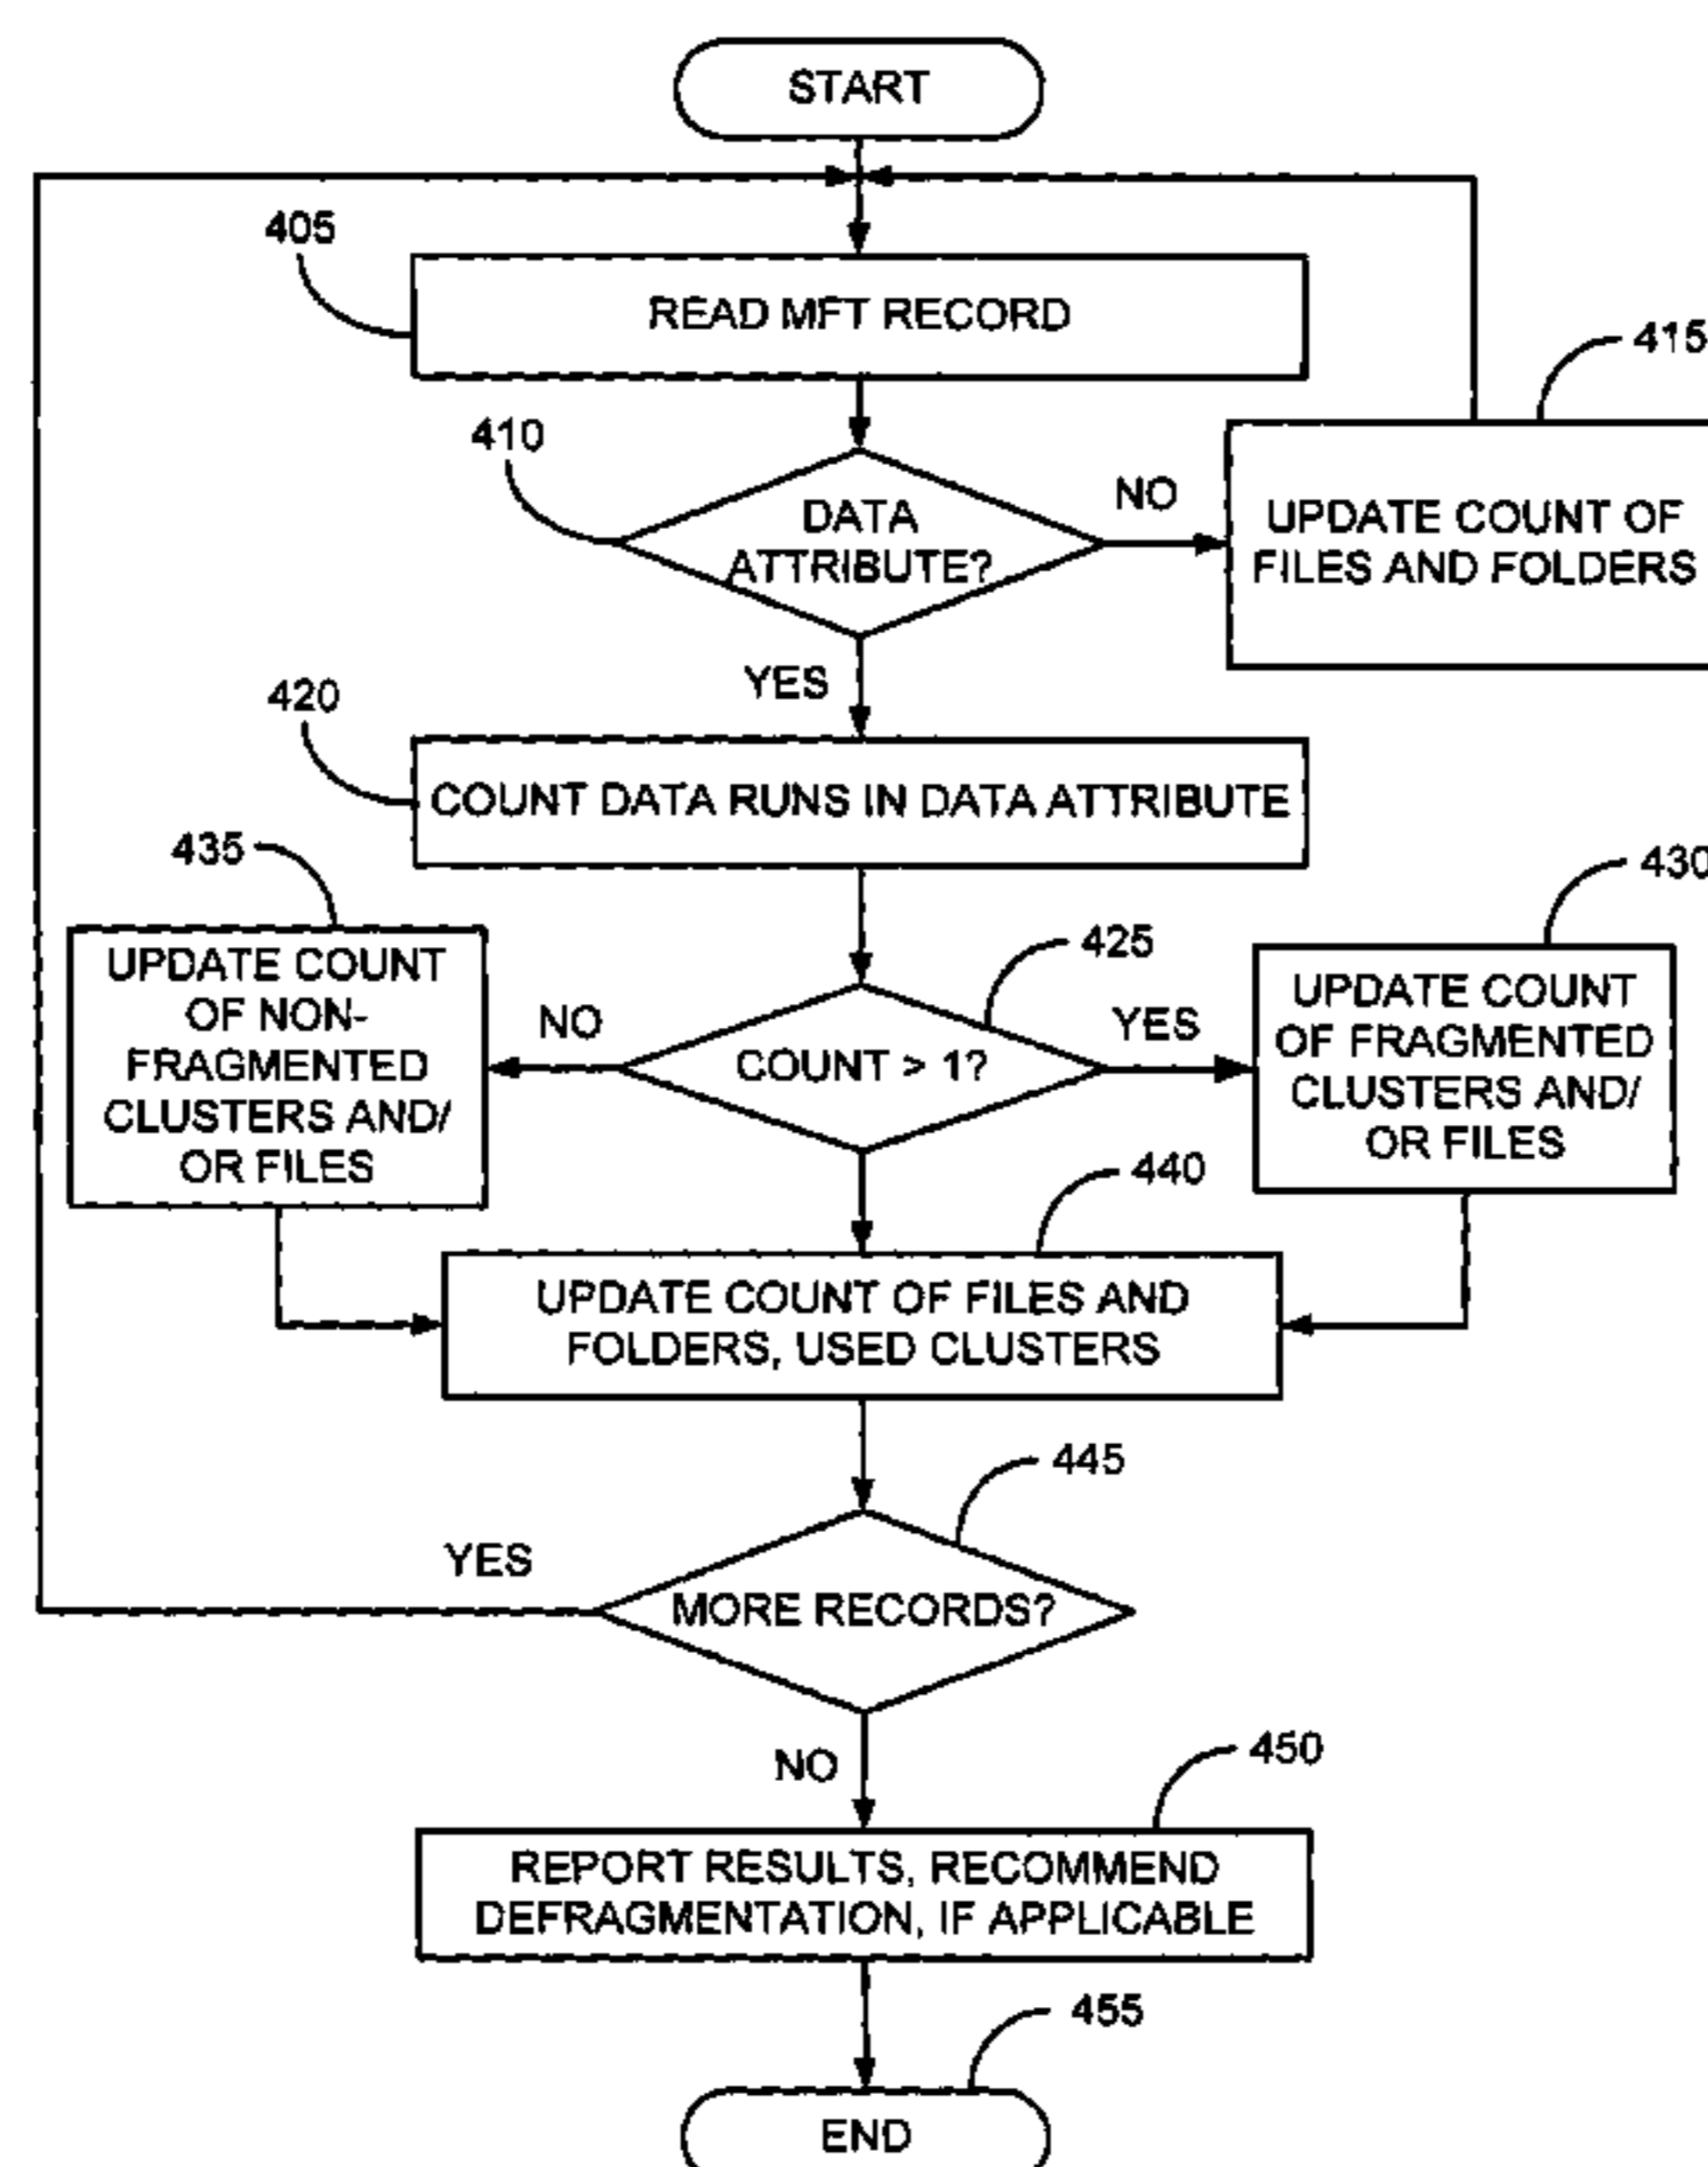 START
405
READ MFT RECORD
415
410
DATA
ATTRIBUTE?
NO
UPDATE COUNT OF
FILES AND FOLDERS
YES
420
COUNT DATA RUNS IN DATA ATTRIBUTE
435
430
UPDATE COUNT
OF NON-
FRAGMENTED
CLUSTERS AND/
OR FILES
NO
425
COUNT > 1?
YES
UPDATE COUNT
OF FRAGMENTED
CLUSTERS AND/
OR FILES
440
UPDATE COUNT OF FILES AND
FOLDERS, USED CLUSTERS
445
YES
MORE RECORDS?
NO
450
REPORT RESULTS, RECOMMEND
DEFRAGMENTATION, IF APPLICABLE
455
END